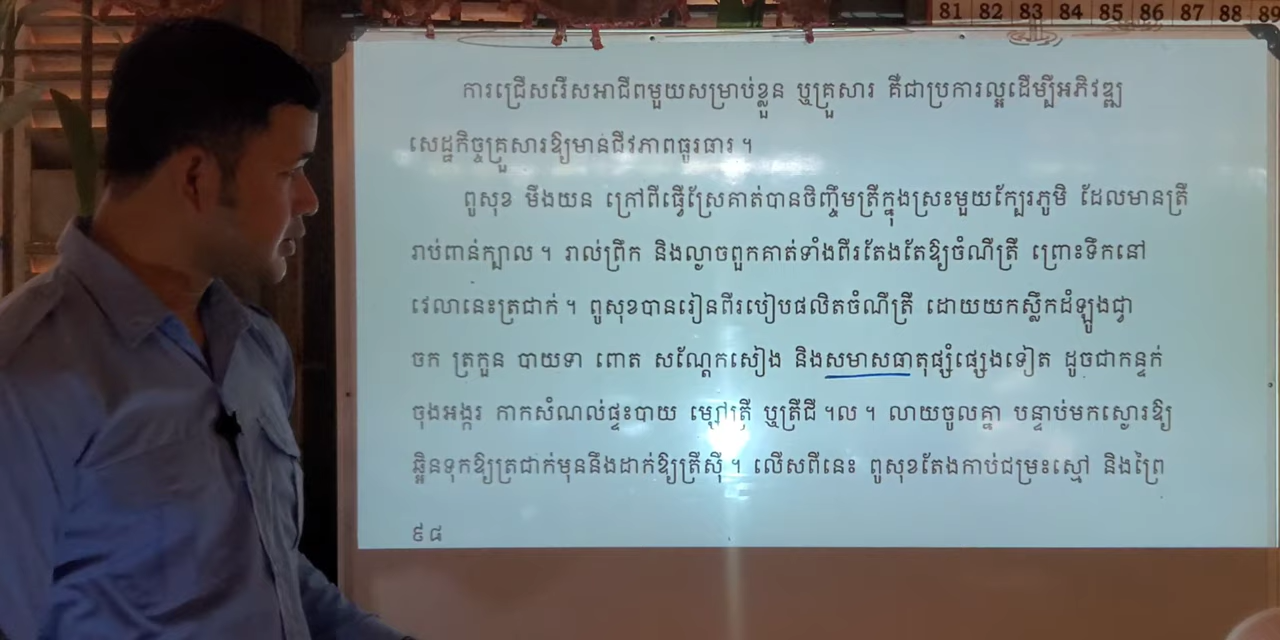 81 82 83 84 85 86 87 88 89
ការជ្រើសរើសអាជីពមួយសម្រាប់ខ្លួន ឬគ្រួសារ គឺជាប្រការល្អដើម្បីអភិវឌ្ឍ
សេដ្ឋកិច្ចគ្រួសារឱ្យមាន់ជីវភាពធូរធារ ។
ពូសុខ មីងយន ក្រៅពីធ្វើស្រែគាត់បានចិញ្ចឹមត្រីក្នុងស្រះមួយក្បែរភូមិ ដែលមានត្រី
រាប់ពាន់ក្បាល ។ រាល់ព្រឹក និងល្ងាចពួកគាត់ទាំងពីរតែងតែឱ្យចំណីត្រី ព្រោះទឹកនៅ
វេលានេះត្រជាក់ ។ ពូសុខបានរៀនពីរបៀបផលិតចំណីត្រី ដោយយកស្លឹកដំឡូងជ្វា
ចក ត្រកួន បាយទា ពោត សណ្ដែកសៀង និងសមាសធាតុផ្សំផ្សេងទៀត ដូចជាកន្ទក់
ចុងអង្ករ កាកសំណល់ផ្ទះបាយ ម្សៅត្រី ឬត្រីជី ។ល ។ លាយចូលគ្នា បន្ទាប់មកស្ងោរឱ្យ
ឆ្អិនទុកឱ្យត្រជាក់មុននឹងដាក់ឱ្យត្រីស៊ី ។ លើសពីនេះ ពូសុខតែងកាប់ជម្រះស្មៅ និងព្រៃ
៩៨